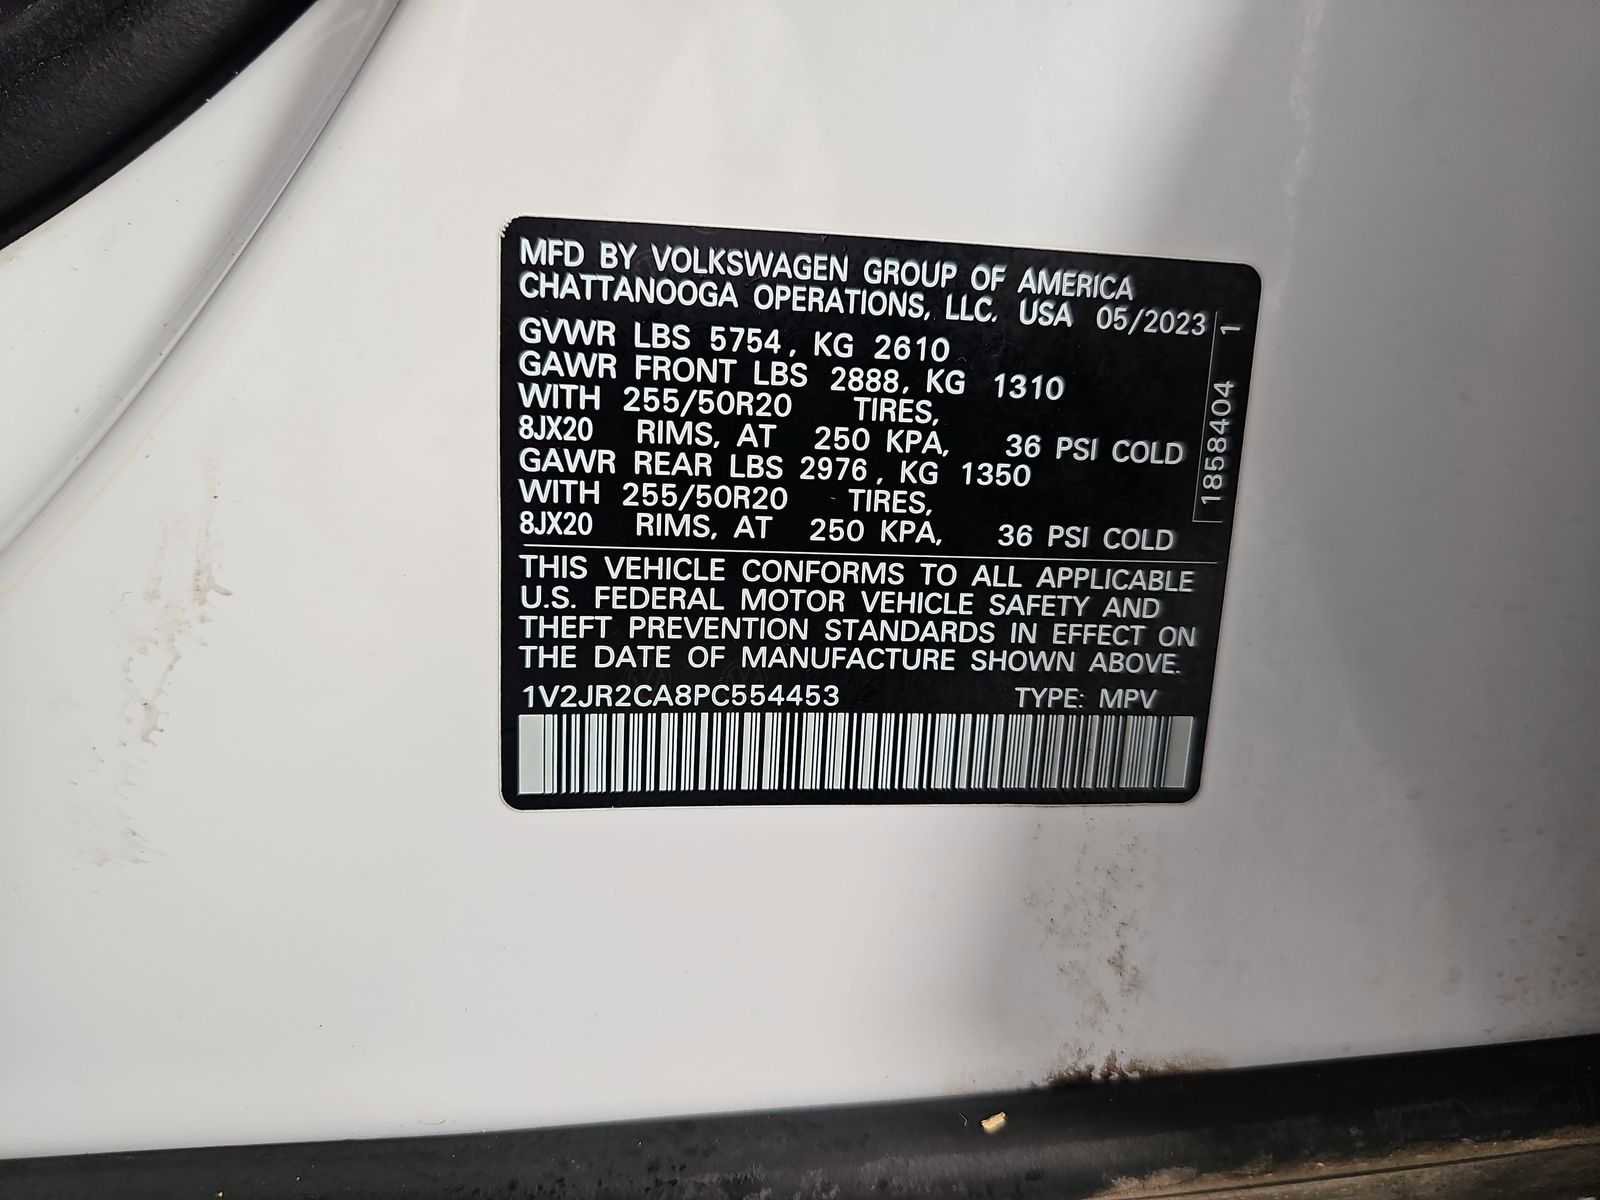 MFD BY VOLKSWAGEN GROUP OF AMERICA
CHATTANOOGA OPERATIONS, LLC. USA 05/2023
GVWR LBS 5754, KG 2610
GAWR FRONT LBS 2888, KG 1310
WITH 255/50R20 TIRES,
8JX20 RIMS, AT 250 KPA, 36 PSI COLD
GAWR REAR LBS 2976, KG 1350
WITH 255/50R20 TIRES,
8JX20 RIMS, AT 250 KPA, 36 PSI COLD
1858404 1
THIS VEHICLE CONFORMS TO ALL APPLICABLE
U.S. FEDERAL MOTOR VEHICLE SAFETY AND
THEFT PREVENTION STANDARDS IN EFFECT ON
THE DATE OF MANUFACTURE SHOWN ABOVE.
1V2JR2CA8PC554453 TYPE: MPV